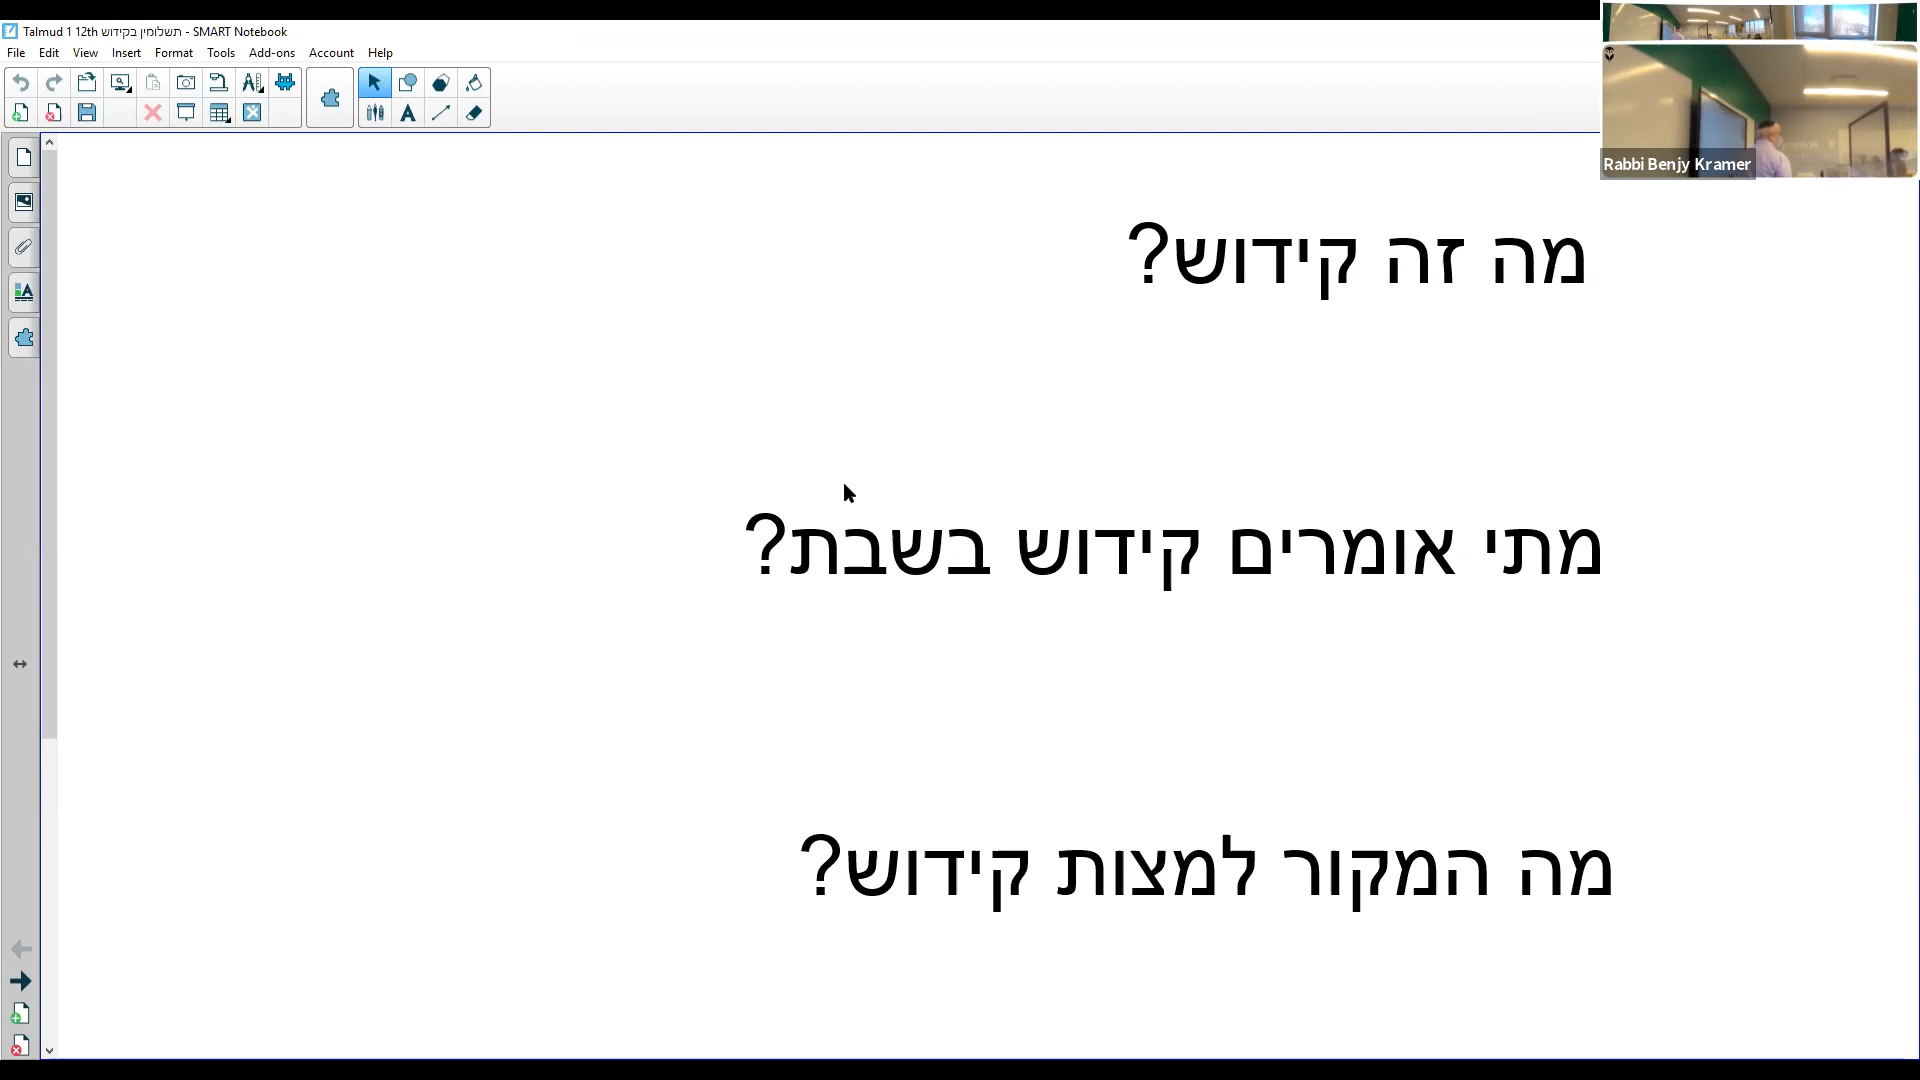 Talmud 1 12th תשלומין בקידוש - SMART Notebook
File Edit View Insert Format Tools Add-ons Account Help
Rabbi Benjy Kramer
מה זה קידוש?
מתי אומרים קידוש בשבת?
מה המקור למצות קידוש?